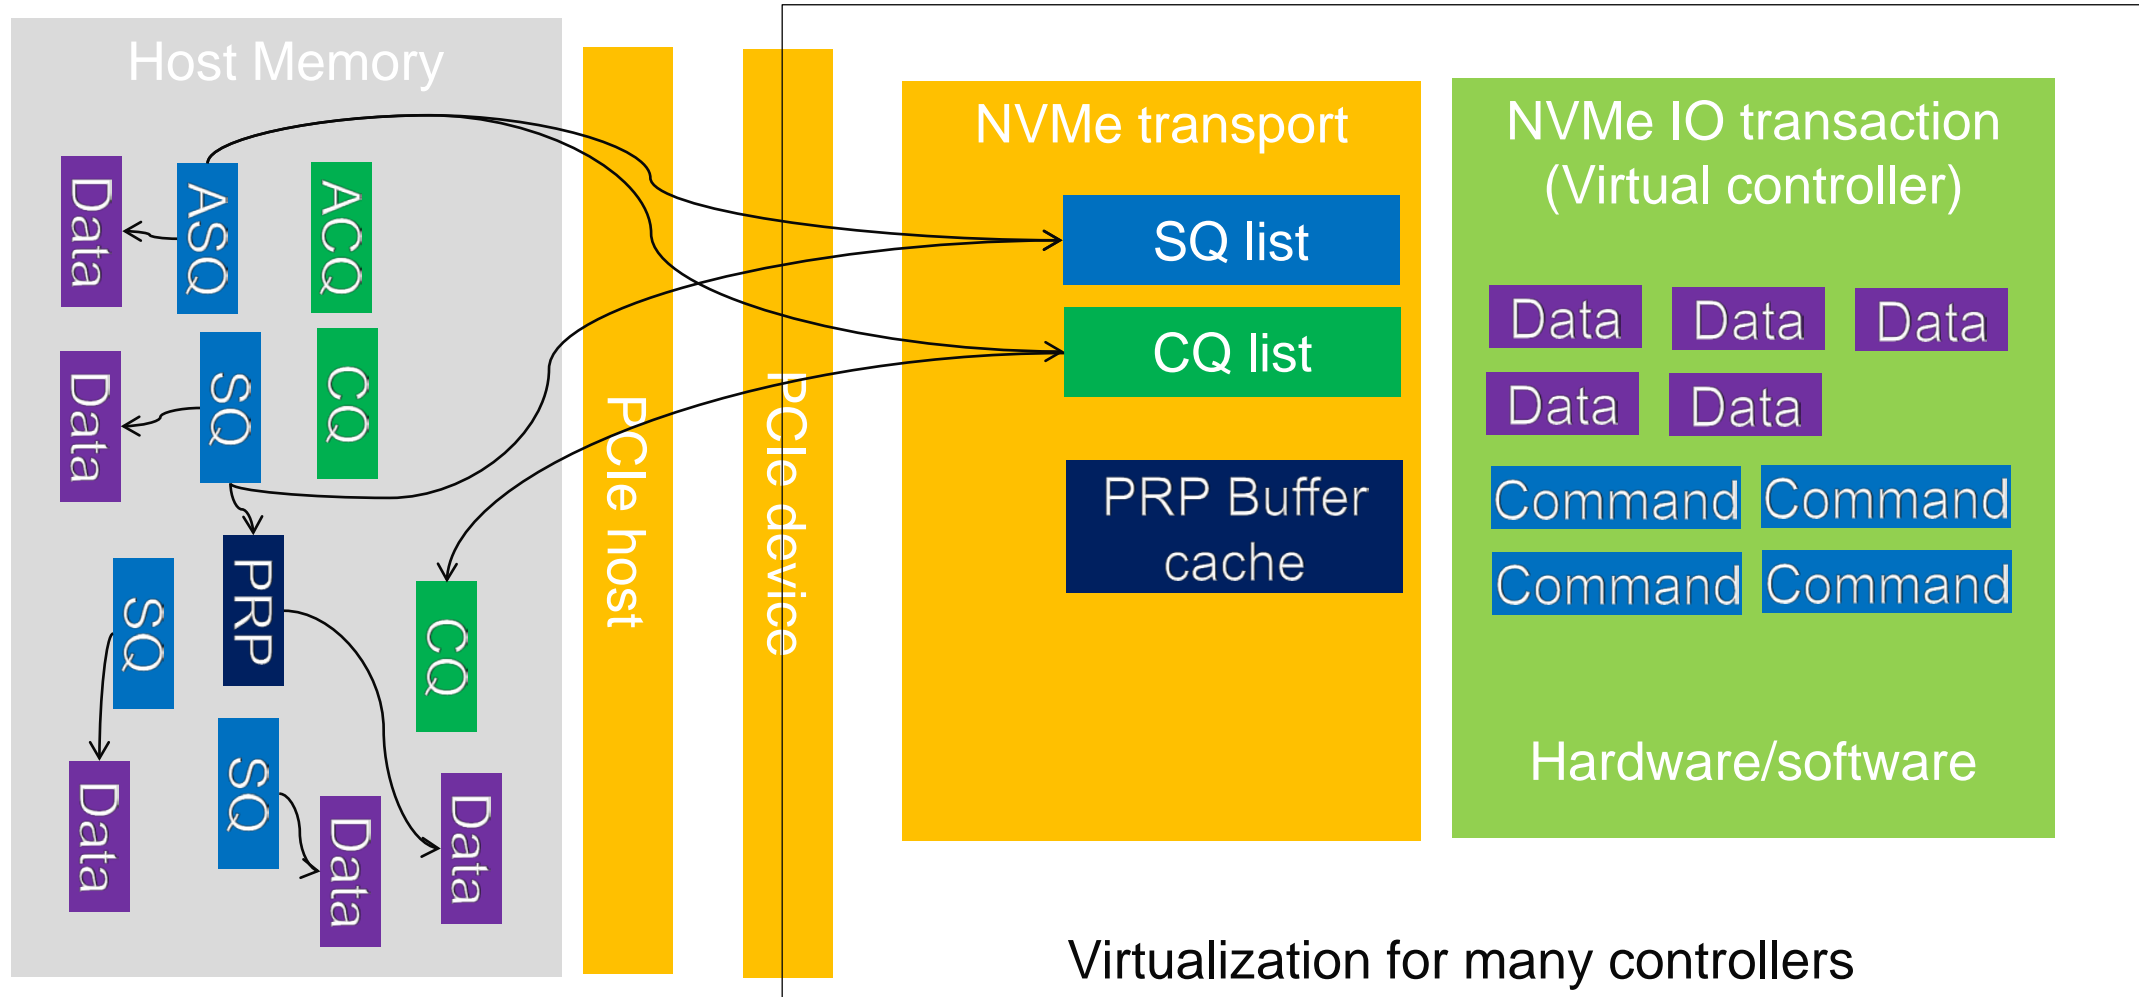 Host Memory
Data
ASQ
ACQ
Data
SQ
CQ
SQ
PRP
CQ
Data
SQ
Data
Data
PCIe host
PCIe device
NVMe transport
SQ list
CQ list
PRP Buffer
cache
NVMe IO transaction
(Virtual controller)
Data
Data
Data
Data
Data
Command
Command
Command
Command
Hardware/software
Virtualization for many controllers